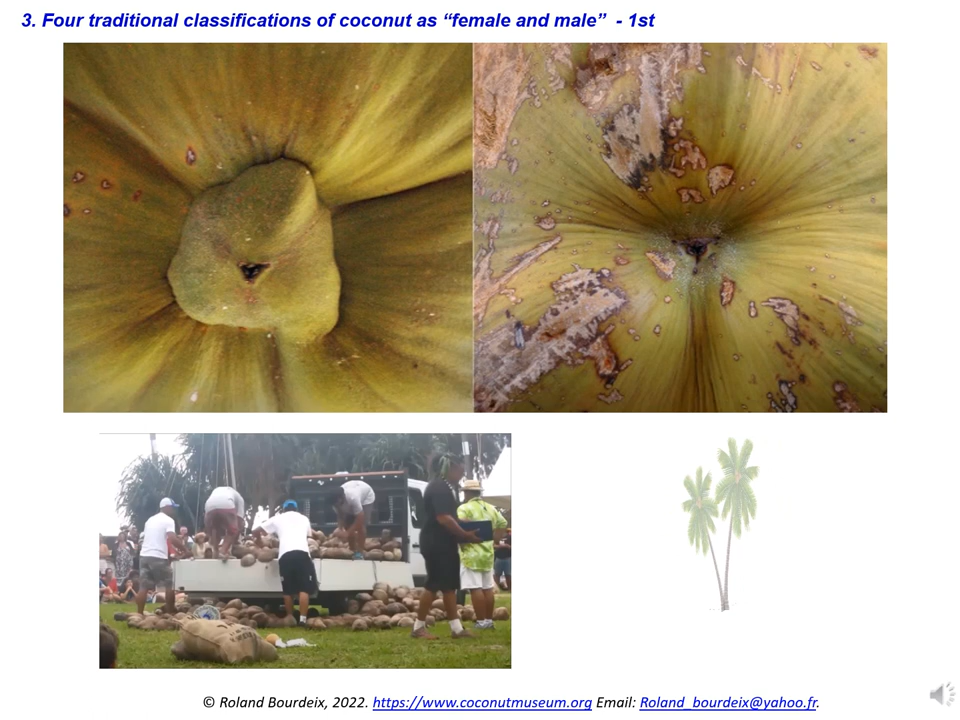 3. Four traditional classifications of coconut as “female and male” - 1st
© Roland Bourdeix, 2022. https://www.coconutmuseum.org Email: Roland_bourdeix@yahoo.fr.